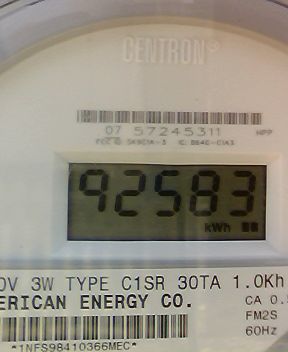 CENTRON®
07 57245311 HPP
92583
kWh
0V 3W TYPE C1SR 30TA 1.0Kh
ERICAN ENERGY CO.
CA 0.5
FM2S
60Hz
*1NFS98410366MEC*